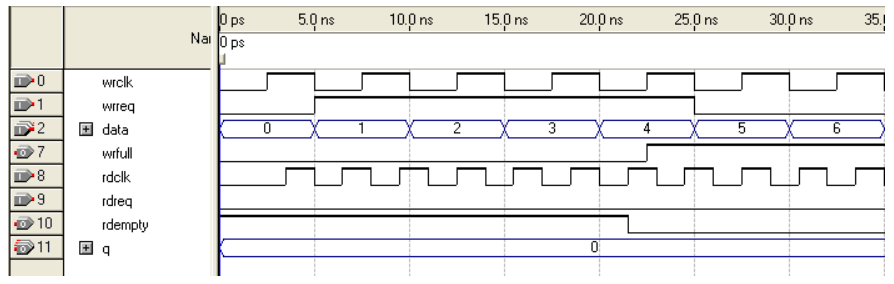 0 ps 5.0 ns 10.0 ns 15.0 ns 20.0 ns 25.0 ns 30.0 ns 35.
Nai 0 ps
0 wrclk
1 wrreq
2 data 0 1 2 3 4 5 6
7 wrfull
8 rdclk
9 rdreq
10 rdempty
11 q 0